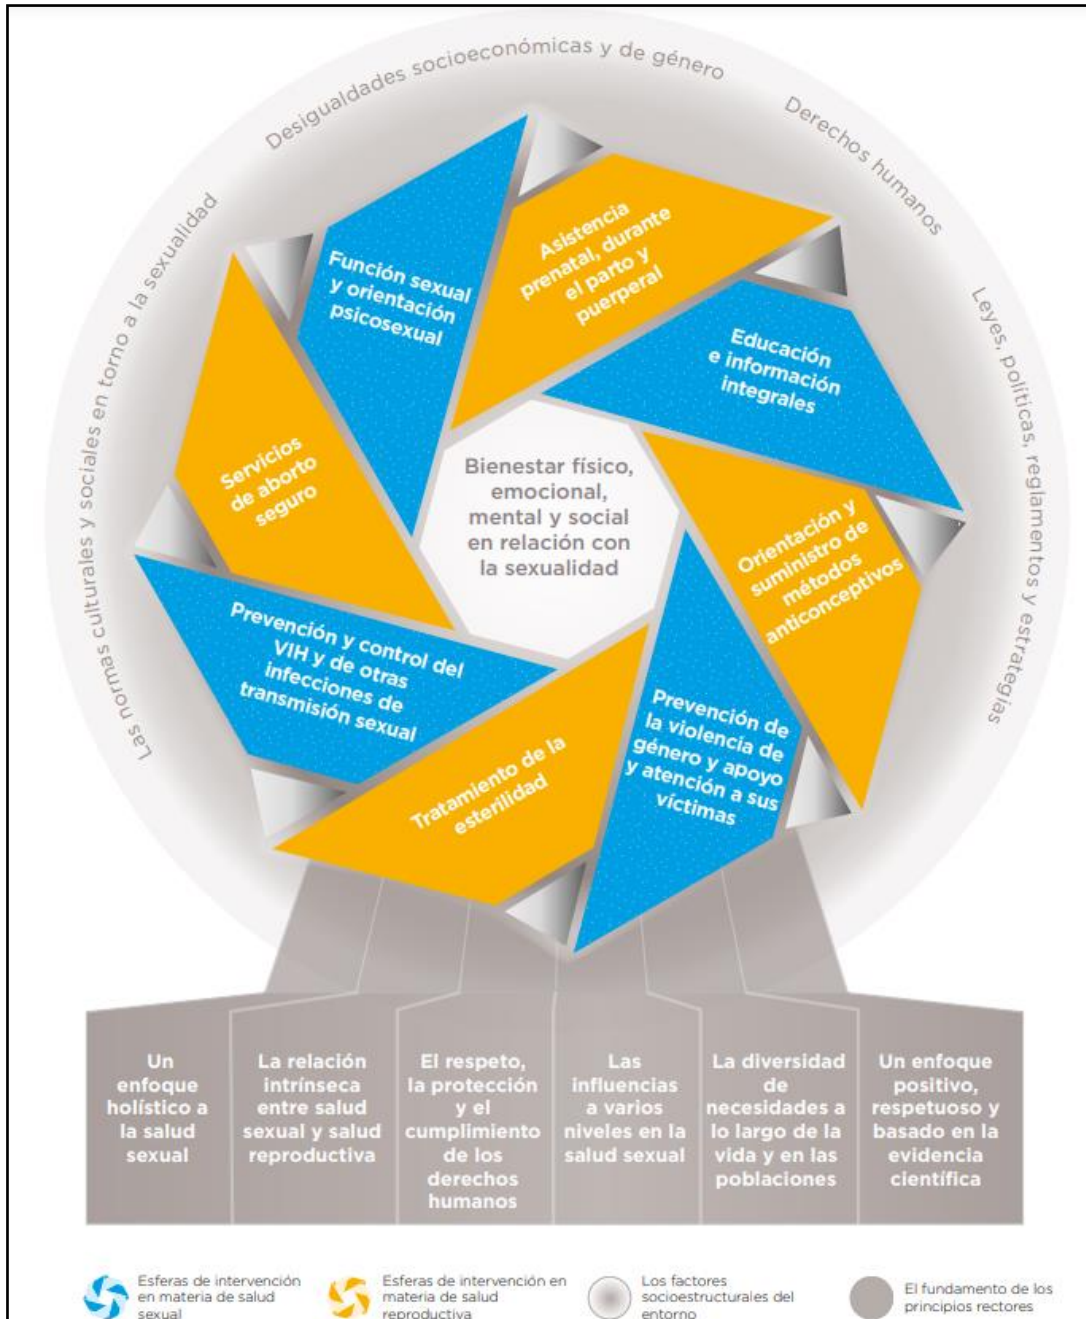 Desigualdades socioeconómicas y de género
Derechos humanos
Las normas culturales y sociales en torno a la sexualidad
Leyes, políticas, reglamentos y estrategias
Función sexual
y orientación
psicosexual
Asistencia
prenatal, durante
el parto y
puerperal
Educación
e información
integrales
Servicios
de aborto
seguro
Bienestar físico,
emocional,
mental y social
en relación con
la sexualidad
Orientación y
suministro de
métodos
anticonceptivos
Prevención y control del
VIH y de otras
infecciones de
transmisión sexual
Tratamiento de la
esterilidad
Prevención de
la violencia de
género y apoyo
y atención a sus
víctimas
Un
enfoque
holístico a
la salud
sexual
La relación
intrínseca
entre salud
sexual y salud
reproductiva
El respeto,
la protección
y el
cumplimiento
de los
derechos
humanos
Las
influencias
a varios
niveles en la
salud sexual
La diversidad
de
necesidades a
lo largo de la
vida y en las
poblaciones
Un enfoque
positivo,
respetuoso y
basado en la
evidencia
científica
Esferas de intervención
en materia de salud
sexual
Esferas de intervención en
materia de salud
reproductiva
Los factores
socioestructurales del
entorno
El fundamento de los
principios rectores